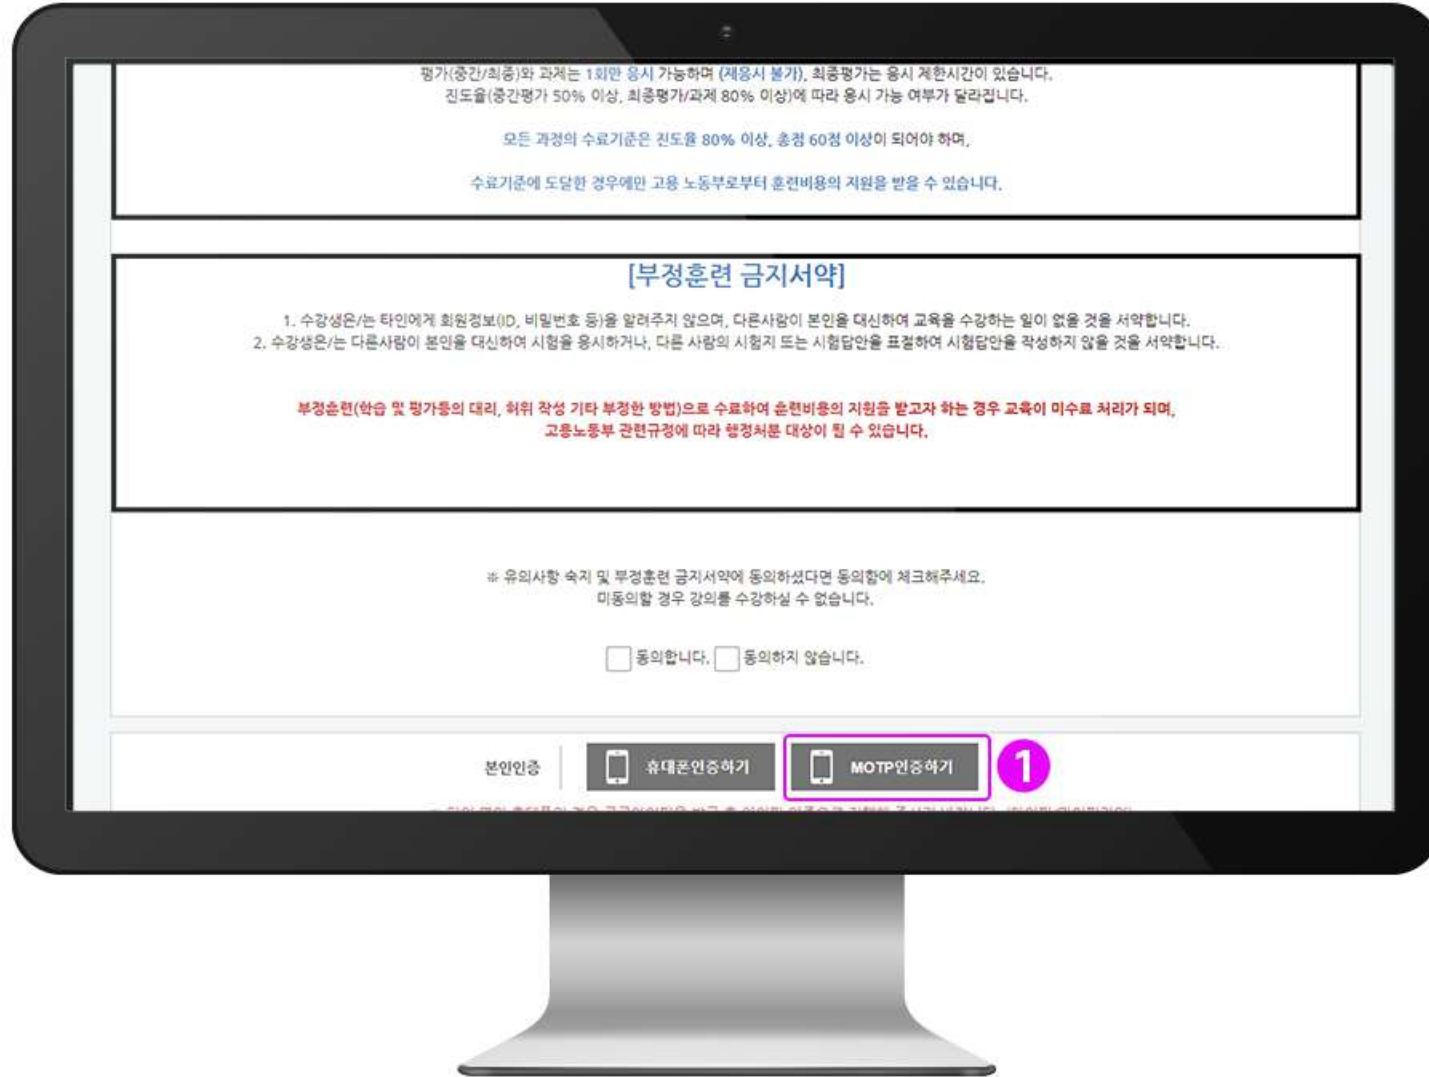 평가(중간/최종)와 과제는 1회만 응시 가능하며 (재응시 불가), 최종평가는 응시 제한시간이 있습니다.
진도율(중간평가 50% 이상, 최종평가/과제 80% 이상)에 따라 응시 가능 여부가 달라집니다.
모든 과정의 수료기준은 진도율 80% 이상, 총점 60점 이상이 되어야 하며,
수료기준에 도달한 경우에만 고용 노동부로부터 훈련비용의 지원을 받을 수 있습니다.
[부정훈련 금지서약]
1. 수강생은/는 타인에게 회원정보(ID, 비밀번호 등)을 알려주지 않으며, 다른사람이 본인을 대신하여 교육을 수강하는 일이 없을 것을 서약합니다.
2. 수강생은/는 다른사람이 본인을 대신하여 시험을 응시하거나, 다른 사람의 시험지 또는 시험답안을 표절하여 시험답안을 작성하지 않을 것을 서약합니다.
부정훈련(학습 및 평가등의 대리, 허위 작성 기타 부정한 방법)으로 수료하여 훈련비용의 지원을 받고자 하는 경우 교육이 미수료 처리가 되며,
고용노동부 관련규정에 따라 행정처분 대상이 될 수 있습니다.
※ 유의사항 숙지 및 부정훈련 금지서약에 동의하셨다면 동의함에 체크해주세요.
미동의할 경우 강의를 수강하실 수 없습니다.
동의합니다. 동의하지 않습니다.
본인인증 휴대폰인증하기 MOTP인증하기 1